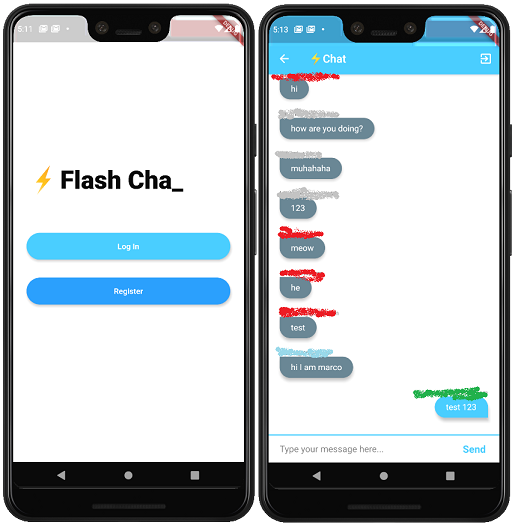 5:11
⚡ Flash Cha_
Log In
Register
5:13
⚡Chat
hi
how are you doing?
muhahaha
123
meow
he
test
hi I am marco
test 123
Type your message here...
Send